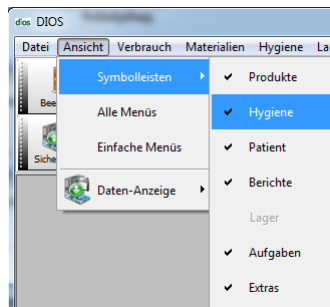 dios DIOS
Datei Ansicht Verbrauch Materialien Hygiene La
Symbolleisten
Alle Menüs
Einfache Menüs
Daten-Anzeige
Produkte
Hygiene
Patient
Berichte
Lager
Aufgaben
Extras
Bee
Siche